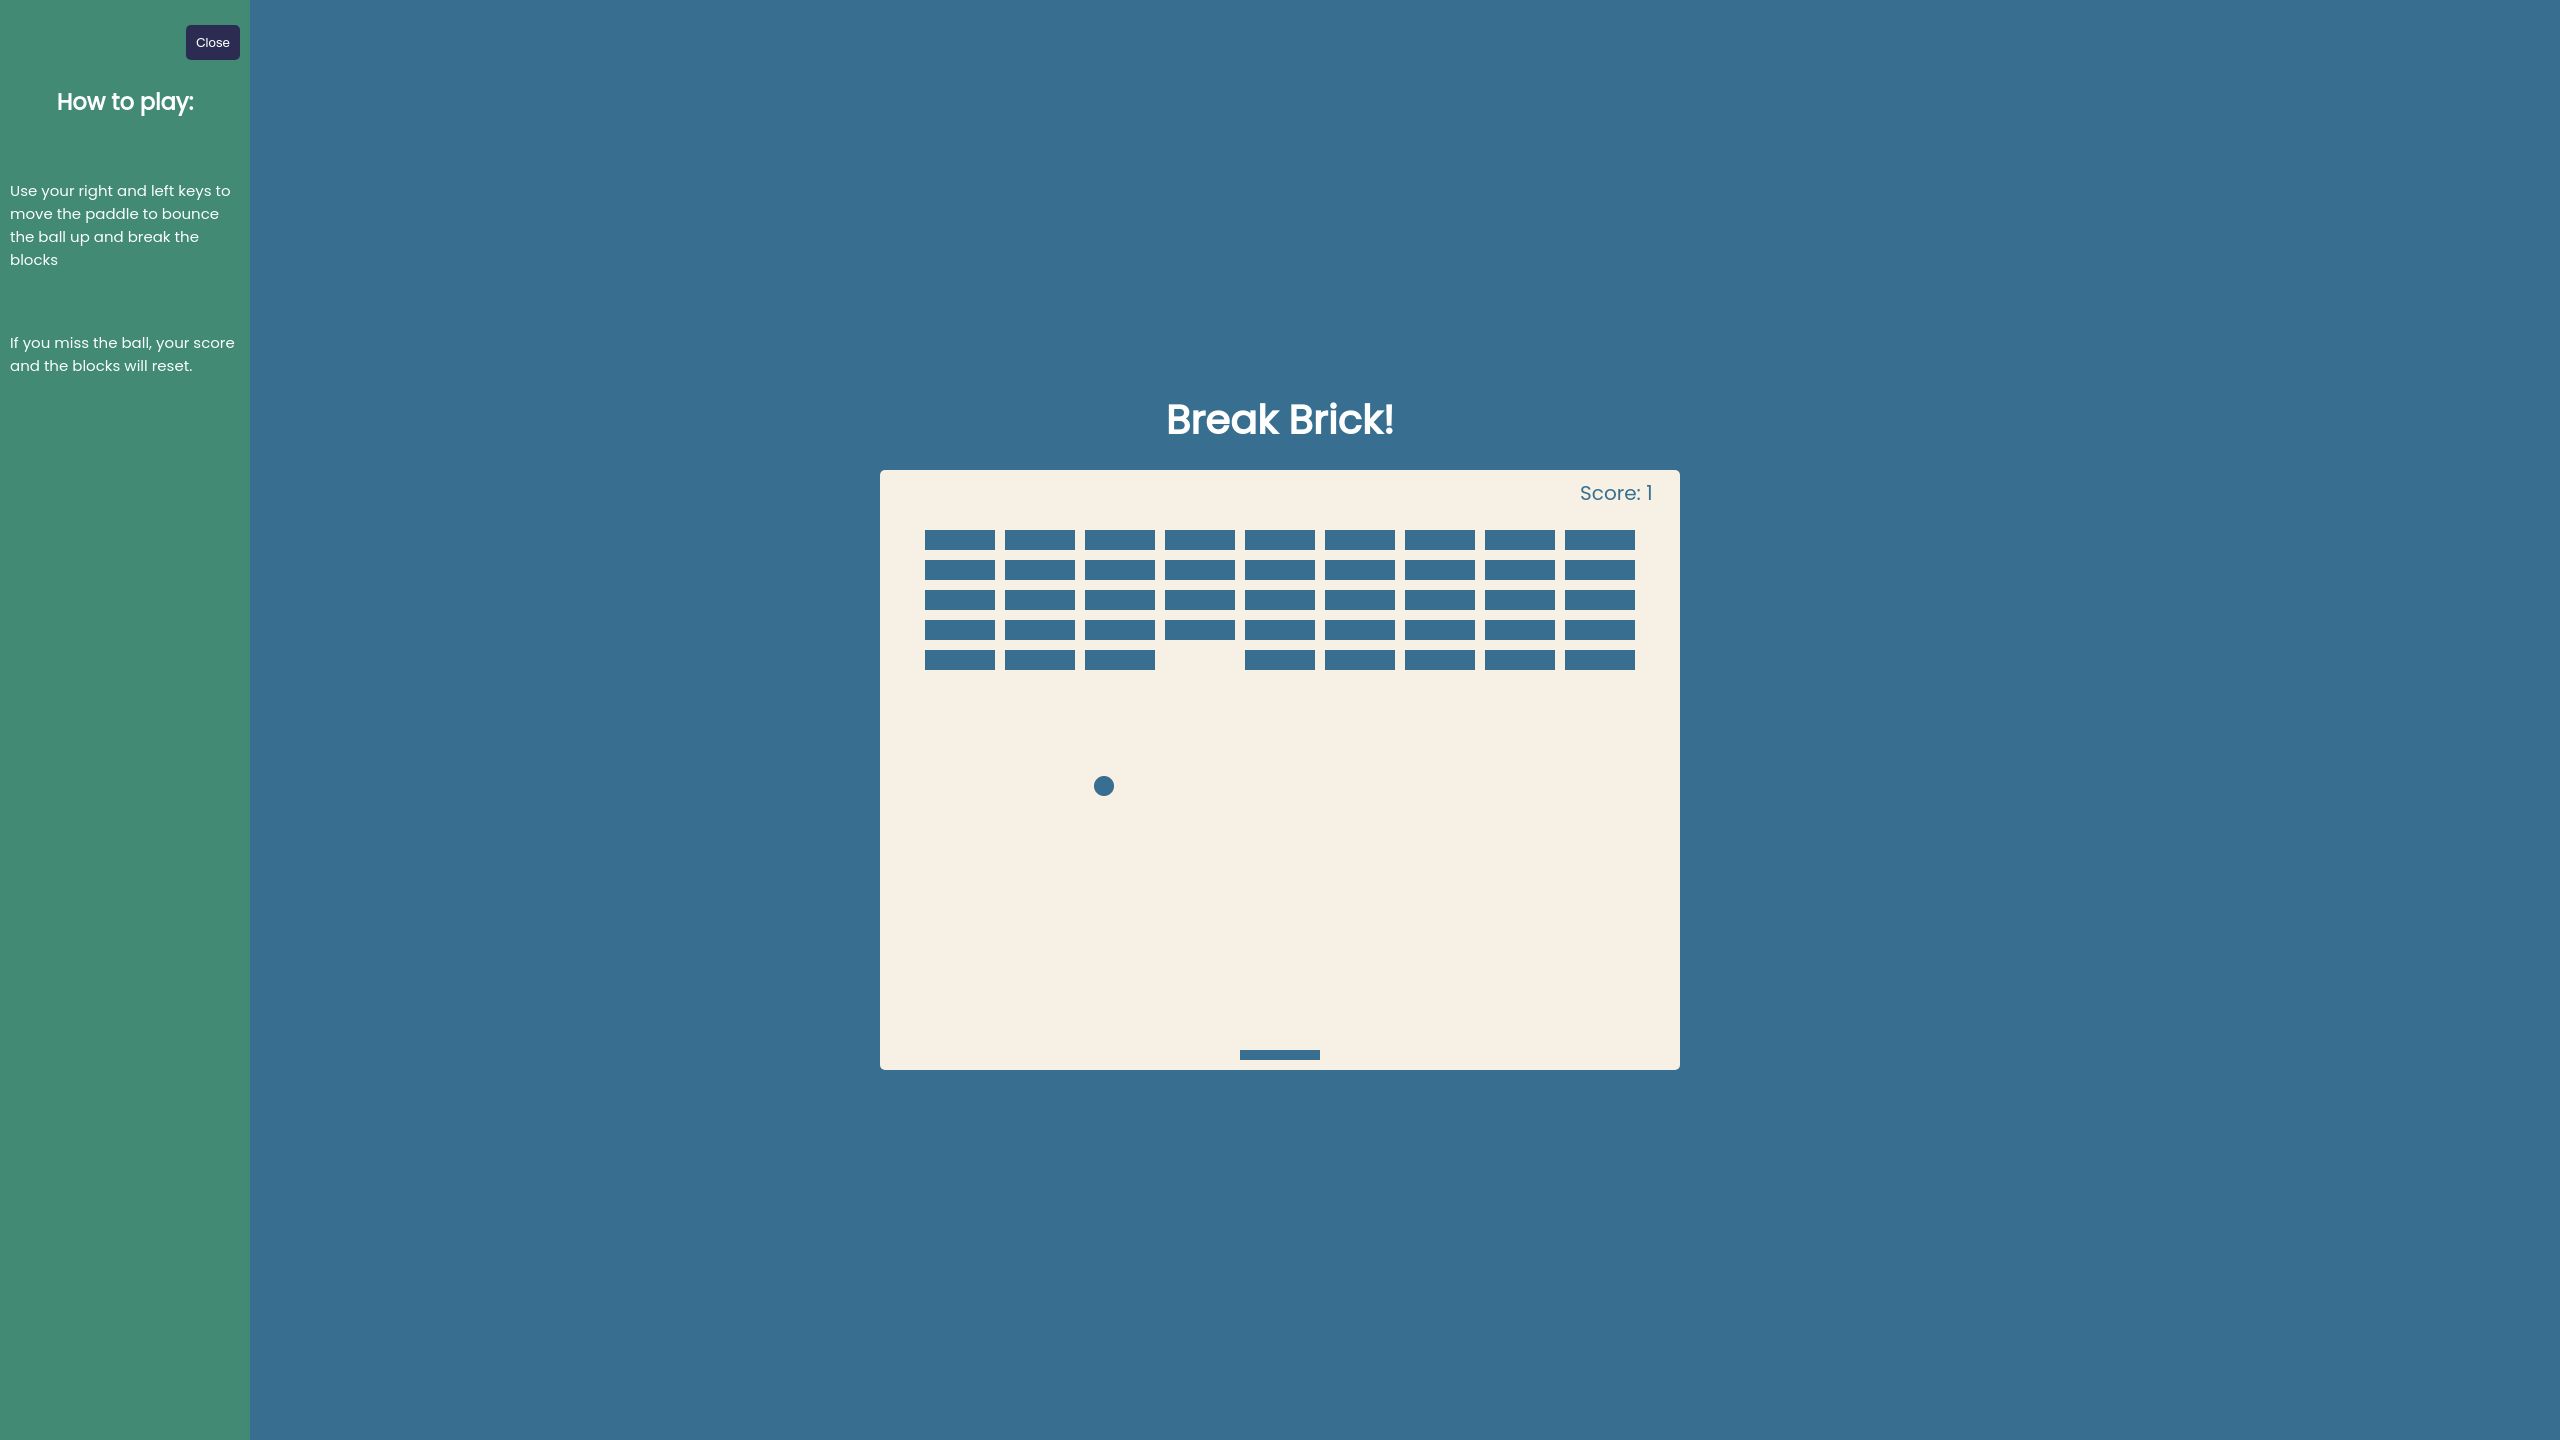 Close
How to play:
Use your right and left keys to
move the paddle to bounce
the ball up and break the
blocks
If you miss the ball, your score
and the blocks will reset.
Break Brick!
Score: 1